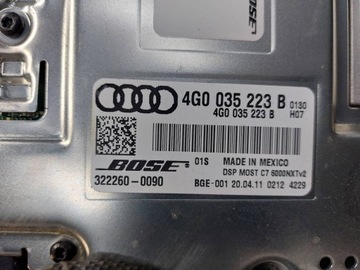 BOSE
4G0 035 223 B 0130
4G0 035 223 B H07
BOSE 01S MADE IN MEXICO
322260-0090 DSP MOST C7 6000NXTv2
BGE-001 20.04.11 0212 4229